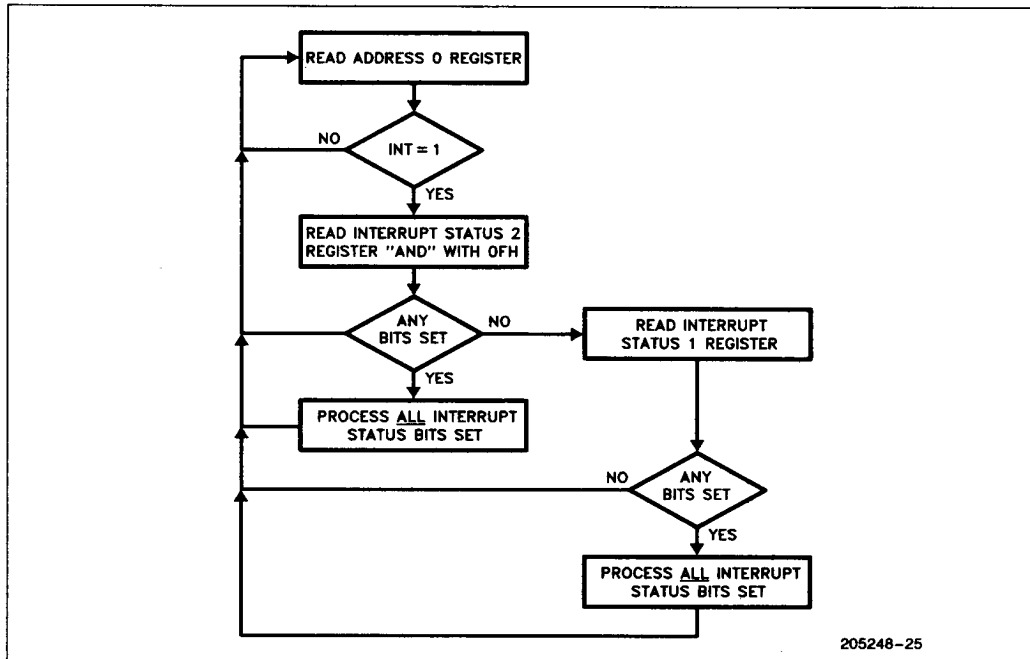 READ ADDRESS 0 REGISTER
NO
INT = 1
YES
READ INTERRUPT STATUS 2
REGISTER "AND" WITH 0FH
ANY
BITS SET
NO
READ INTERRUPT
STATUS 1 REGISTER
YES
PROCESS ALL INTERRUPT
STATUS BITS SET
NO
ANY
BITS SET
YES
PROCESS ALL INTERRUPT
STATUS BITS SET
205248-25